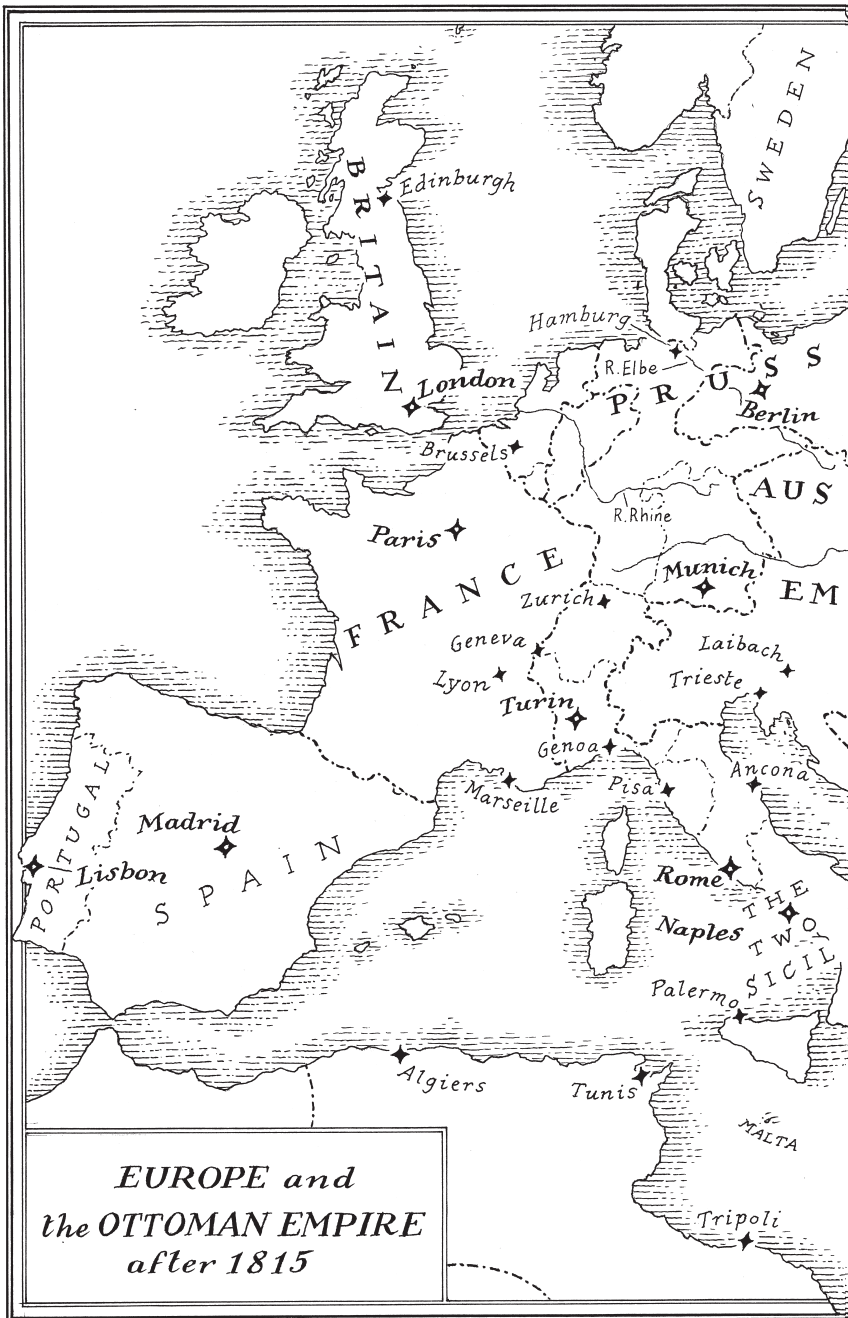 SWEDEN
BRITAIN
Edinburgh
Hamburg
R.Elbe
PRUSS
London
Berlin
Brussels
AUS
R.Rhine
Paris
FRANCE
Munich
EM
Zurich
Geneva
Laibach
Lyon
Trieste
Turin
Genoa
Ancona
Marseille
Pisa
PORTUGAL
Madrid
Lisbon
SPAIN
Rome
THE
TWO
SICIL
Naples
Palermo
Algiers
Tunis
MALTA
Tripoli
EUROPE and
the OTTOMAN EMPIRE
after 1815